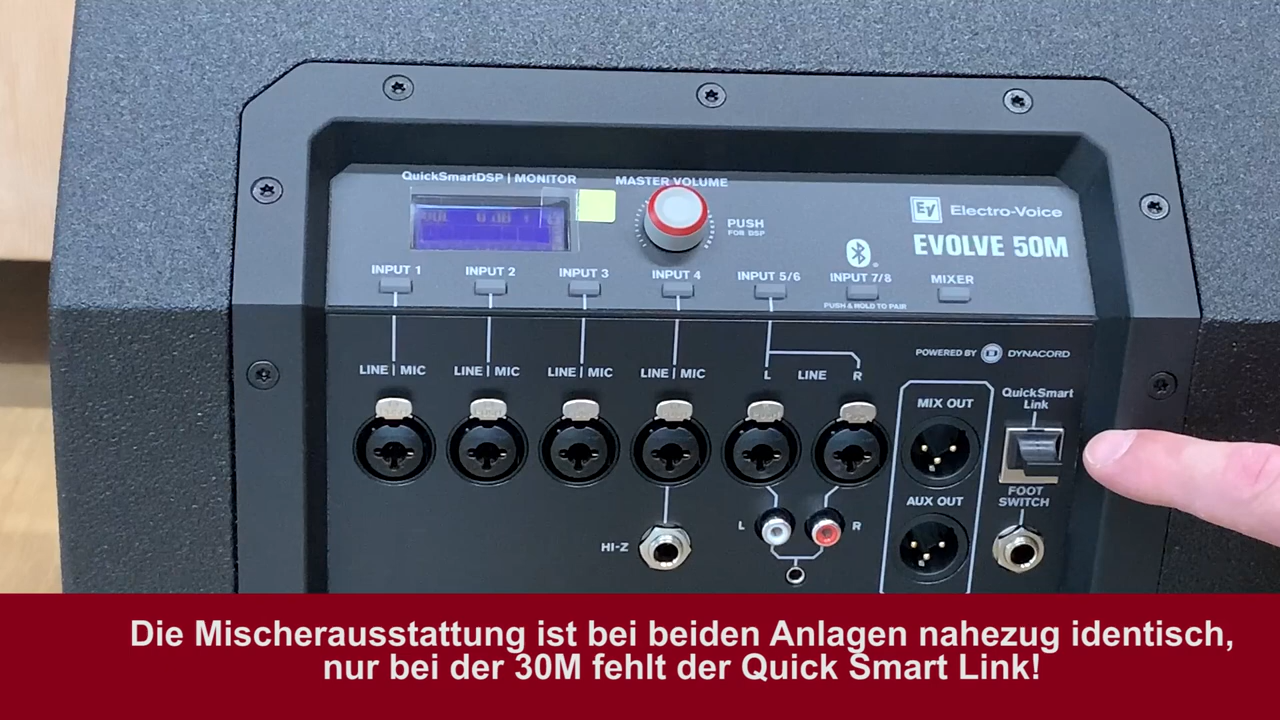 QuickSmartDSP | MONITOR
MASTER VOLUME
PUSH
FOR DSP
EV Electro-Voice
EVOLVE 50M
INPUT 1 INPUT 2 INPUT 3 INPUT 4 INPUT 5/6 INPUT 7/8 MIXER
PUSH & HOLD TO PAIR
POWERED BY DYNACORD
LINE | MIC LINE | MIC LINE | MIC LINE | MIC L LINE R
QuickSmart
Link
MIX OUT
AUX OUT
FOOT
SWITCH
L R
HI-Z
Die Mischerausstattung ist bei beiden Anlagen nahezug identisch,
nur bei der 30M fehlt der Quick Smart Link!